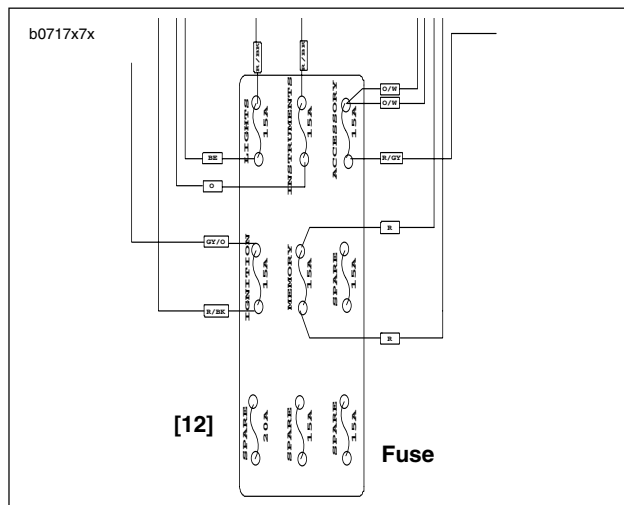 b0717x7x
R/BK
R/BK
O/W
O/W
LIGHTS
15A
INSTRUMENTS
15A
ACCESSORY
15A
BE
R/GY
O
R
GY/O
IGNITION
15A
MEMORY
15A
SPARE
15A
R/BK
R
[12]
SPARE
20A
SPARE
15A
SPARE
15A
Fuse